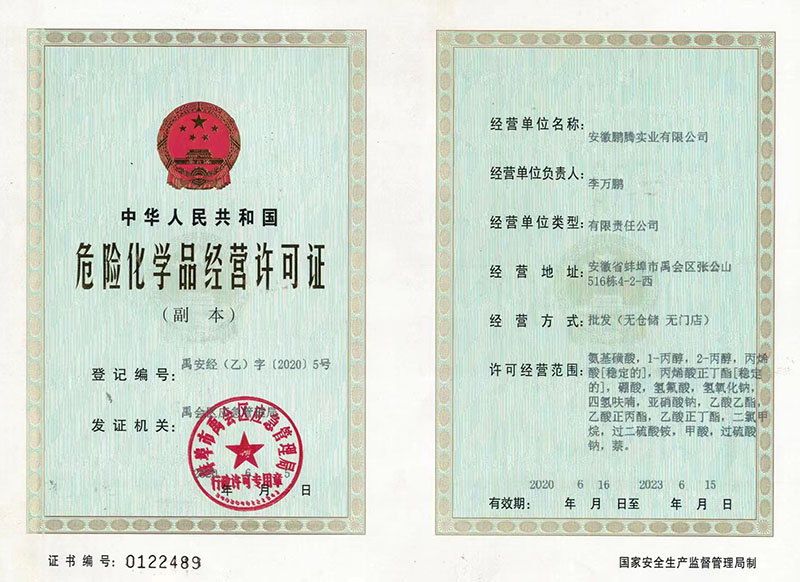 中华人民共和国
危险化学品经营许可证
(副 本)
登记编号: 禹安经（乙）字〔2020〕5号
发证机关: 禹会区应急管理局
蚌埠市禹会区应急管理局
行政许可专用章
6 5
年 月 日
证书编号: 0122489
经营单位名称: 安徽鹏腾实业有限公司
经营单位负责人: 李万鹏
经营单位类型: 有限责任公司
经营地址: 安徽省蚌埠市禹会区张公山
516栋4-2-西
经营方式: 批发（无仓储 无门店）
许可经营范围: 氨基磺酸，1-丙醇，2-丙醇，丙烯
酸[稳定的]，丙烯酸正丁酯[稳定
的]，硼酸，氢氟酸，氢氧化钠，
四氢呋喃，亚硝酸钠，乙酸乙酯，
乙酸正丙酯，乙酸正丁酯，二氯甲
烷，过二硫酸铵，甲酸，过硫酸
钠，萘。
2020 6 16 2023 6 15
有效期: 年 月 日至 年 月 日
国家安全生产监督管理局制